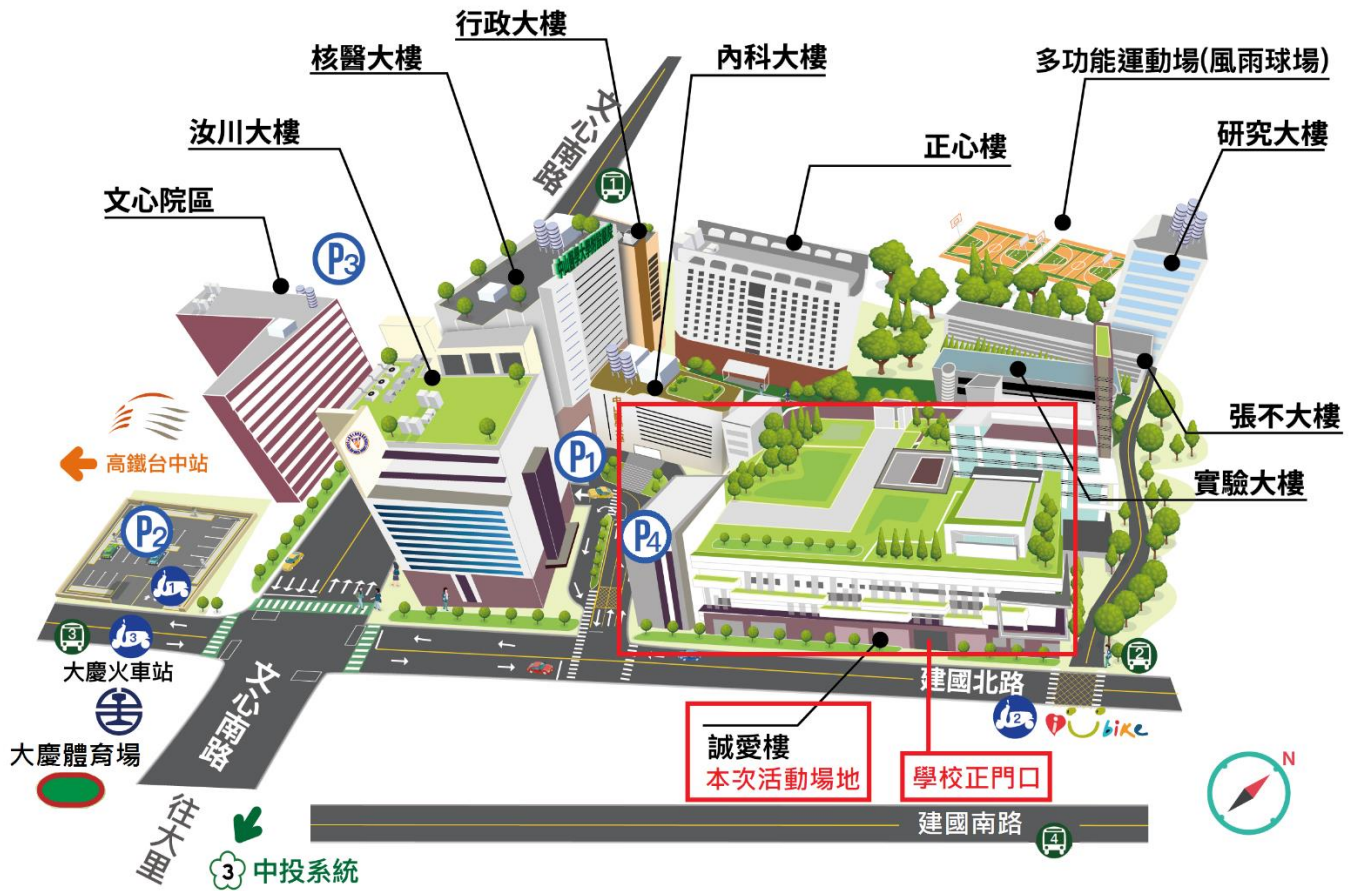 行政大樓
核醫大樓
內科大樓
多功能運動場(風雨球場)
汝川大樓
文心南路
正心樓
研究大樓
1
文心院區
P3
張不大樓
高鐵台中站
P1
實驗大樓
P2
P4
1
3
3
大慶火車站
2
文心南路
建國北路
2
iUbike
大慶體育場
誠愛樓
本次活動場地
學校正門口
N
往大里
建國南路
4
3 中投系統